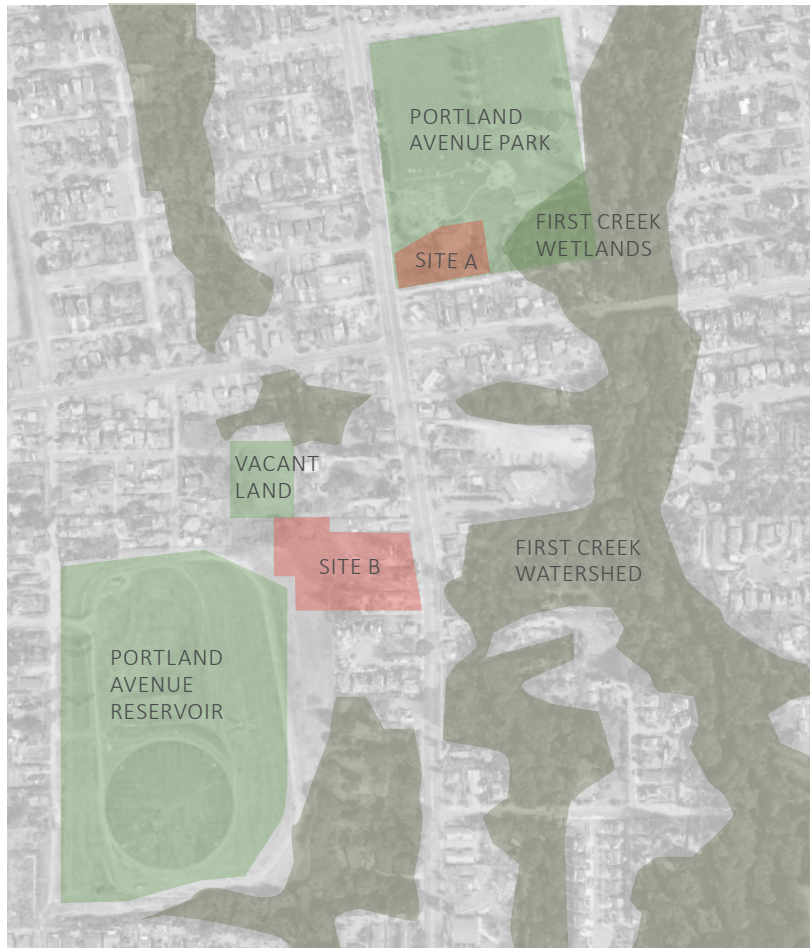 PORTLAND
AVENUE PARK
FIRST CREEK
WETLANDS
SITE A
VACANT
LAND
SITE B
FIRST CREEK
WATERSHED
PORTLAND
AVENUE
RESERVOIR